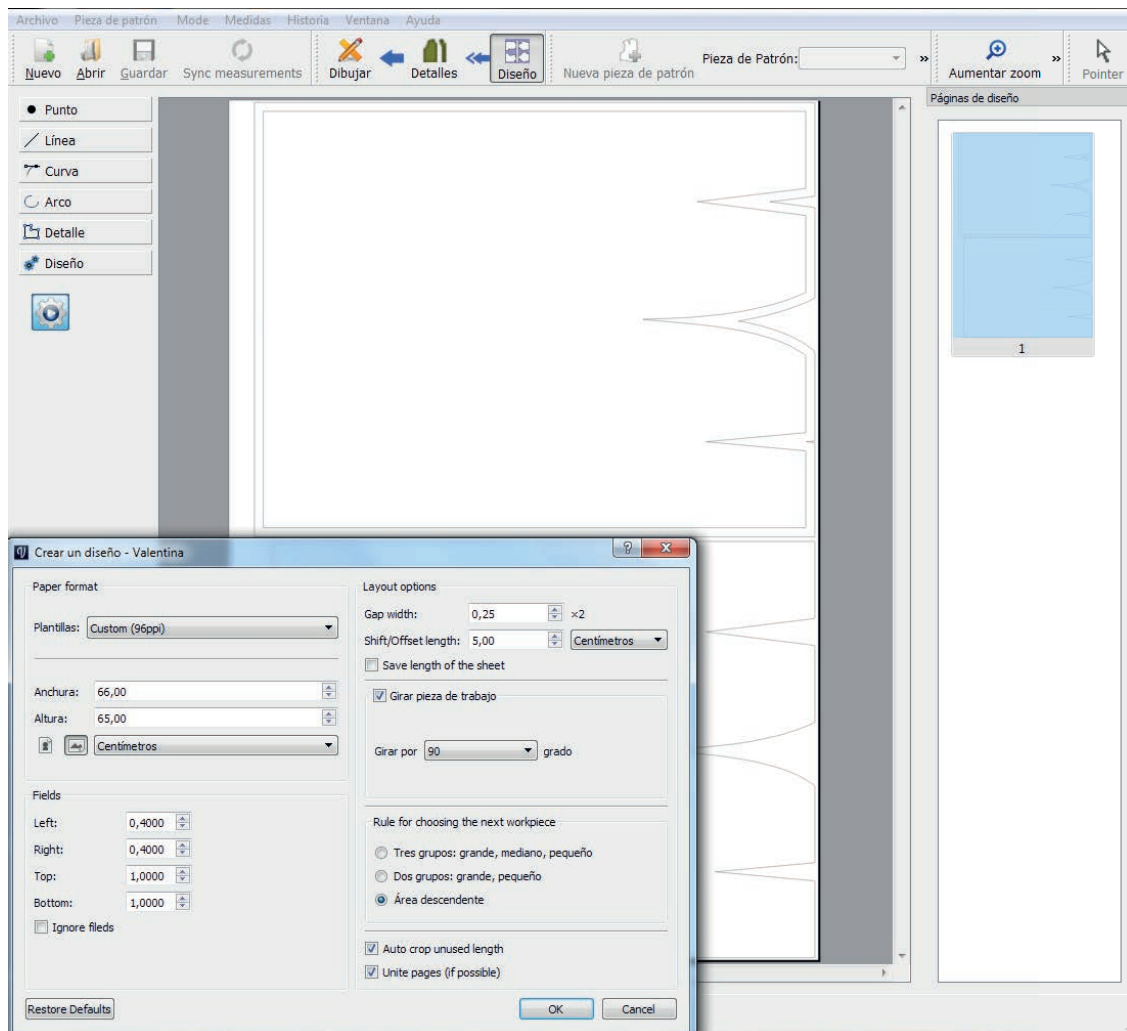 Archivo Pieza de patrón Mode Medidas Historia Ventana Ayuda
Nuevo Abrir Guardar Sync measurements Dibujar Detalles Diseño Nueva pieza de patrón Pieza de Patrón: » Aumentar zoom » Pointer
Páginas de diseño
Punto
Línea
Curva
Arco
Detalle
Diseño
1
Crear un diseño - Valentina
Paper format
Plantillas: Custom (96ppi)
Anchura: 66,00
Altura: 65,00
Centímetros
Fields
Left: 0,4000
Right: 0,4000
Top: 1,0000
Bottom: 1,0000
Ignore fileds
Layout options
Gap width: 0,25 ×2
Shift/Offset length: 5,00 Centímetros
Save length of the sheet
Girar pieza de trabajo
Girar por 90 grado
Rule for choosing the next workpiece
Tres grupos: grande, mediano, pequeño
Dos grupos: grande, pequeño
Área descendente
Auto crop unused length
Unite pages (if possible)
Restore Defaults OK Cancel